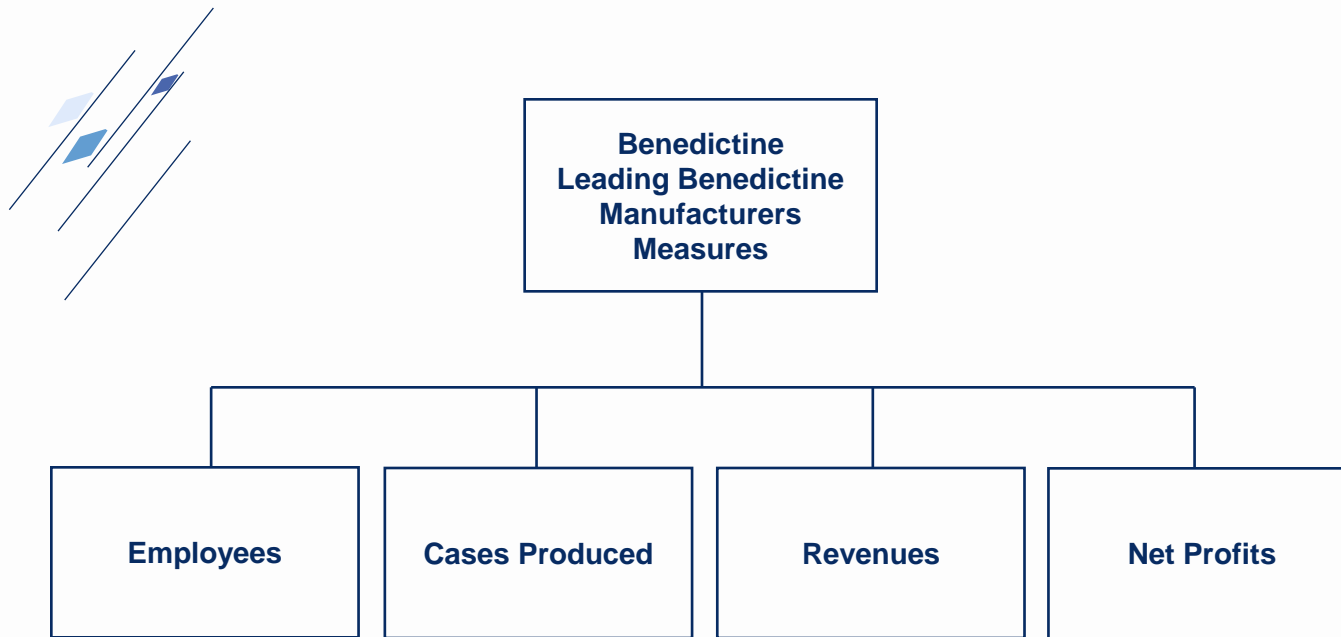 Benedictine
Leading Benedictine
Manufacturers
Measures
Employees
Cases Produced
Revenues
Net Profits